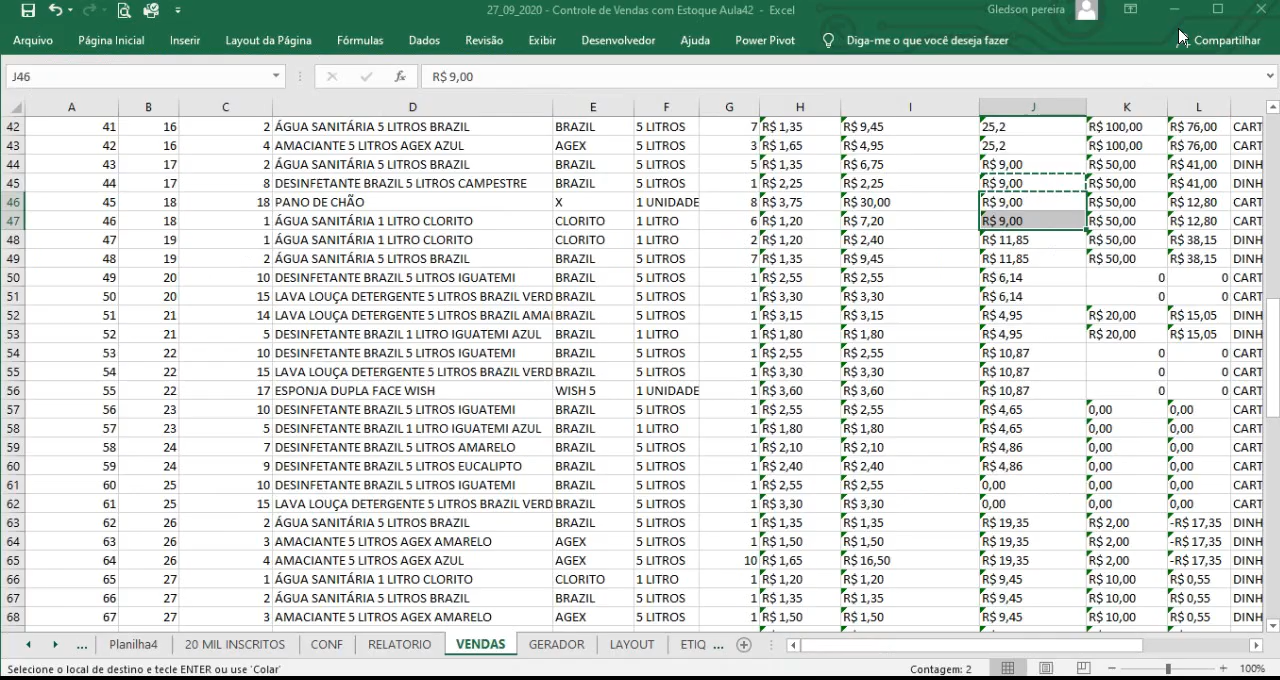 27_09_2020 - Controle de Vendas com Estoque Aula42 - Excel Gledson pereira
Arquivo Página Inicial Inserir Layout da Página Fórmulas Dados Revisão Exibir Desenvolvedor Ajuda Power Pivot Diga-me o que você deseja fazer Compartilhar
J46 fx R$ 9,00
A B C D E F G H I J K L
42 41 16 2 ÁGUA SANITÁRIA 5 LITROS BRAZIL BRAZIL 5 LITROS 7 R$ 1,35 R$ 9,45 25,2 R$ 100,00 R$ 76,00 CART
43 42 16 4 AMACIANTE 5 LITROS AGEX AZUL AGEX 5 LITROS 3 R$ 1,65 R$ 4,95 25,2 R$ 100,00 R$ 76,00 CART
44 43 17 2 ÁGUA SANITÁRIA 5 LITROS BRAZIL BRAZIL 5 LITROS 5 R$ 1,35 R$ 6,75 R$ 9,00 R$ 50,00 R$ 41,00 DINH
45 44 17 8 DESINFETANTE BRAZIL 5 LITROS CAMPESTRE BRAZIL 5 LITROS 1 R$ 2,25 R$ 2,25 R$ 9,00 R$ 50,00 R$ 41,00 DINH
46 45 18 18 PANO DE CHÃO X 1 UNIDADE 8 R$ 3,75 R$ 30,00 R$ 9,00 R$ 50,00 R$ 12,80 CART
47 46 18 1 ÁGUA SANITÁRIA 1 LITRO CLORITO CLORITO 1 LITRO 6 R$ 1,20 R$ 7,20 R$ 9,00 R$ 50,00 R$ 12,80 CART
48 47 19 1 ÁGUA SANITÁRIA 1 LITRO CLORITO CLORITO 1 LITRO 2 R$ 1,20 R$ 2,40 R$ 11,85 R$ 50,00 R$ 38,15 DINH
49 48 19 2 ÁGUA SANITÁRIA 5 LITROS BRAZIL BRAZIL 5 LITROS 7 R$ 1,35 R$ 9,45 R$ 11,85 R$ 50,00 R$ 38,15 DINH
50 49 20 10 DESINFETANTE BRAZIL 5 LITROS IGUATEMI BRAZIL 5 LITROS 1 R$ 2,55 R$ 2,55 R$ 6,14 0 0 CART
51 50 20 15 LAVA LOUÇA DETERGENTE 5 LITROS BRAZIL VERD BRAZIL 5 LITROS 1 R$ 3,30 R$ 3,30 R$ 6,14 0 0 CART
52 51 21 14 LAVA LOUÇA DETERGENTE 5 LITROS BRAZIL AMA BRAZIL 5 LITROS 1 R$ 3,15 R$ 3,15 R$ 4,95 R$ 20,00 R$ 15,05 DINH
53 52 21 5 DESINFETANTE BRAZIL 1 LITRO IGUATEMI AZUL BRAZIL 1 LITRO 1 R$ 1,80 R$ 1,80 R$ 4,95 R$ 20,00 R$ 15,05 DINH
54 53 22 10 DESINFETANTE BRAZIL 5 LITROS IGUATEMI BRAZIL 5 LITROS 1 R$ 2,55 R$ 2,55 R$ 10,87 0 0 CART
55 54 22 15 LAVA LOUÇA DETERGENTE 5 LITROS BRAZIL VERD BRAZIL 5 LITROS 1 R$ 3,30 R$ 3,30 R$ 10,87 0 0 CART
56 55 22 17 ESPONJA DUPLA FACE WISH WISH 5 1 UNIDADE 1 R$ 3,60 R$ 3,60 R$ 10,87 0 0 CART
57 56 23 10 DESINFETANTE BRAZIL 5 LITROS IGUATEMI BRAZIL 5 LITROS 1 R$ 2,55 R$ 2,55 R$ 4,65 0,00 0,00 CART
58 57 23 5 DESINFETANTE BRAZIL 1 LITRO IGUATEMI AZUL BRAZIL 1 LITRO 1 R$ 1,80 R$ 1,80 R$ 4,65 0,00 0,00 CART
59 58 24 7 DESINFETANTE BRAZIL 5 LITROS AMARELO BRAZIL 5 LITROS 1 R$ 2,10 R$ 2,10 R$ 4,86 0,00 0,00 CART
60 59 24 9 DESINFETANTE BRAZIL 5 LITROS EUCALIPTO BRAZIL 5 LITROS 1 R$ 2,40 R$ 2,40 R$ 4,86 0,00 0,00 CART
61 60 25 10 DESINFETANTE BRAZIL 5 LITROS IGUATEMI BRAZIL 5 LITROS 1 R$ 2,55 R$ 2,55 0,00 0,00 0,00 CART
62 61 25 15 LAVA LOUÇA DETERGENTE 5 LITROS BRAZIL VERD BRAZIL 5 LITROS 1 R$ 3,30 R$ 3,30 0,00 0,00 0,00 CART
63 62 26 2 ÁGUA SANITÁRIA 5 LITROS BRAZIL BRAZIL 5 LITROS 1 R$ 1,35 R$ 1,35 R$ 19,35 R$ 2,00 -R$ 17,35 DINH
64 63 26 3 AMACIANTE 5 LITROS AGEX AMARELO AGEX 5 LITROS 1 R$ 1,50 R$ 1,50 R$ 19,35 R$ 2,00 -R$ 17,35 DINH
65 64 26 4 AMACIANTE 5 LITROS AGEX AZUL AGEX 5 LITROS 10 R$ 1,65 R$ 16,50 R$ 19,35 R$ 2,00 -R$ 17,35 DINH
66 65 27 1 ÁGUA SANITÁRIA 1 LITRO CLORITO CLORITO 1 LITRO 1 R$ 1,20 R$ 1,20 R$ 9,45 R$ 10,00 R$ 0,55 DINH
67 66 27 2 ÁGUA SANITÁRIA 5 LITROS BRAZIL BRAZIL 5 LITROS 1 R$ 1,35 R$ 1,35 R$ 9,45 R$ 10,00 R$ 0,55 DINH
68 67 27 3 AMACIANTE 5 LITROS AGEX AMARELO AGEX 5 LITROS 1 R$ 1,50 R$ 1,50 R$ 9,45 R$ 10,00 R$ 0,55 DINH
... Planilha4 20 MIL INSCRITOS CONF RELATORIO VENDAS GERADOR LAYOUT ETIQ ...
Selecione o local de destino e tecle ENTER ou use 'Colar' Contagem: 2 100%